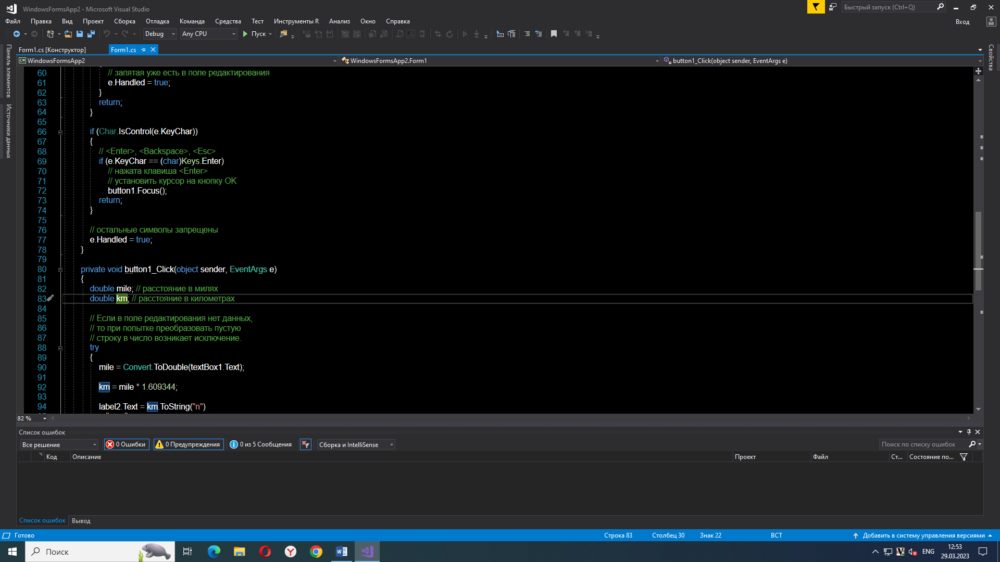 WindowsFormsApp2 - Microsoft Visual Studio
Быстрый запуск (Ctrl+Q)
Файл Правка Вид Проект Сборка Отладка Команда Средства Тест Инструменты R Анализ Окно Справка
Вход
Debug Any CPU Пуск
Панель элементов
Источники данных
Свойства
Form1.cs [Конструктор] Form1.cs
WindowsFormsApp2 WindowsFormsApp2.Form1 button1_Click(object sender, EventArgs e)
60 // запятая уже есть в поле редактирования
61 e.Handled = true;
62 }
63 return;
64 }
65
66 if (Char.IsControl(e.KeyChar))
67 {
68 // <Enter>, <Backspace>, <Esc>
69 if (e.KeyChar == (char)Keys.Enter)
70 // нажата клавиша <Enter>
71 // установить курсор на кнопку OK
72 button1.Focus();
73 return;
74 }
75
76 // остальные символы запрещены
77 e.Handled = true;
78 }
79
80 private void button1_Click(object sender, EventArgs e)
81 {
82 double mile; // расстояние в милях
83 double km; // расстояние в километрах
84
85 // Если в поле редактирования нет данных,
86 // то при попытке преобразовать пустую
87 // строку в число возникает исключение.
88 try
89 {
90 mile = Convert.ToDouble(textBox1.Text);
91
92 km = mile * 1.609344;
93
94 label2.Text = km.ToString("n")
82 %
Список ошибок
Все решение 0 Ошибки 0 Предупреждения 0 из 5 Сообщения Сборка и IntelliSense Поиск по списку ошибок
Код Описание Проект Файл Ст... Состояние по...
Список ошибок Вывод
Готово Строка 83 Столбец 30 Знак 22 ВСТ Добавить в систему управления версиями
Поиск
ENG
12:53
29.03.2023